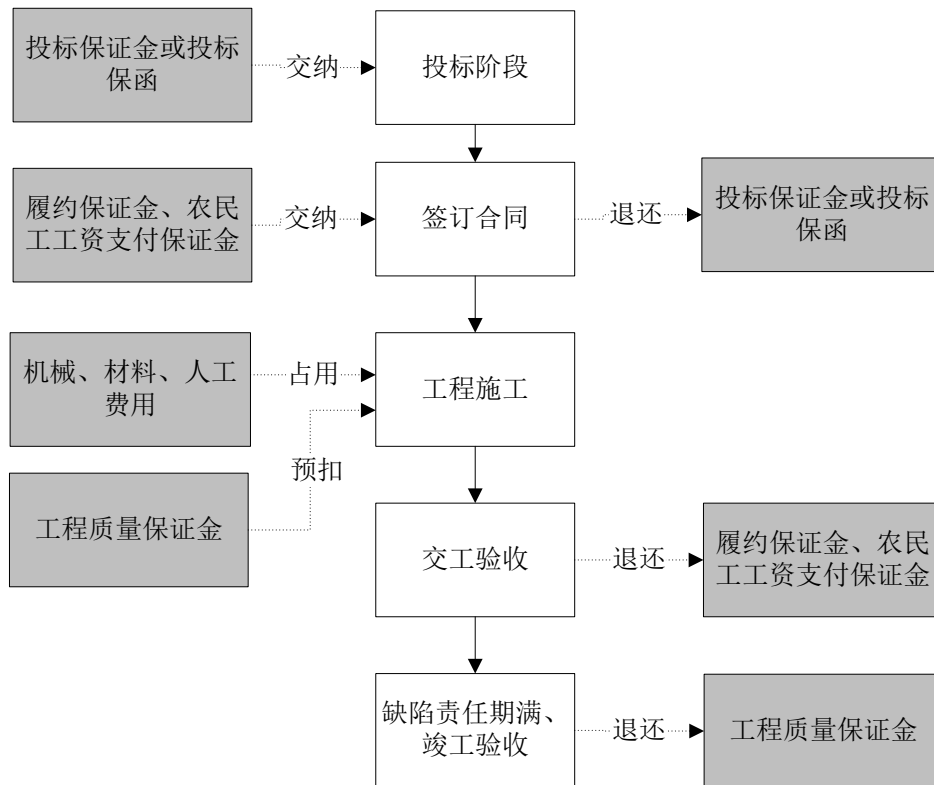 投标保证金或投标
保函
交纳
投标阶段
履约保证金、农民
工工资支付保证金
交纳
签订合同
退还
投标保证金或投标
保函
机械、材料、人工
费用
占用
工程施工
预扣
工程质量保证金
交工验收
退还
履约保证金、农民
工工资支付保证金
缺陷责任期满、
竣工验收
退还
工程质量保证金